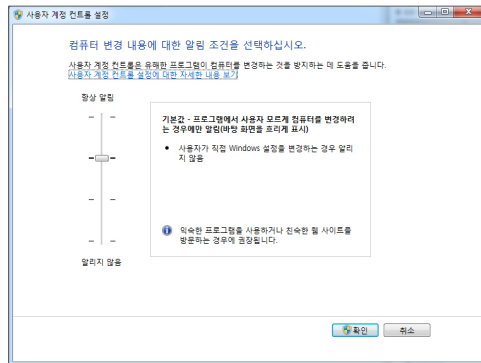 사용자 계정 컨트롤 설정
컴퓨터 변경 내용에 대한 알림 조건을 선택하십시오.
사용자 계정 컨트롤은 유해한 프로그램이 컴퓨터를 변경하는 것을 방지하는 데 도움을 줍니다.
사용자 계정 컨트롤 설정에 대한 자세한 내용 보기
항상 알림
기본값 - 프로그램에서 사용자 모르게 컴퓨터를 변경하려
는 경우에만 알림(바탕 화면을 흐리게 표시)
• 사용자가 직접 Windows 설정을 변경하는 경우 알리
지 않음
익숙한 프로그램을 사용하거나 친숙한 웹 사이트를
방문하는 경우에 권장됩니다.
알리지 않음
확인
취소